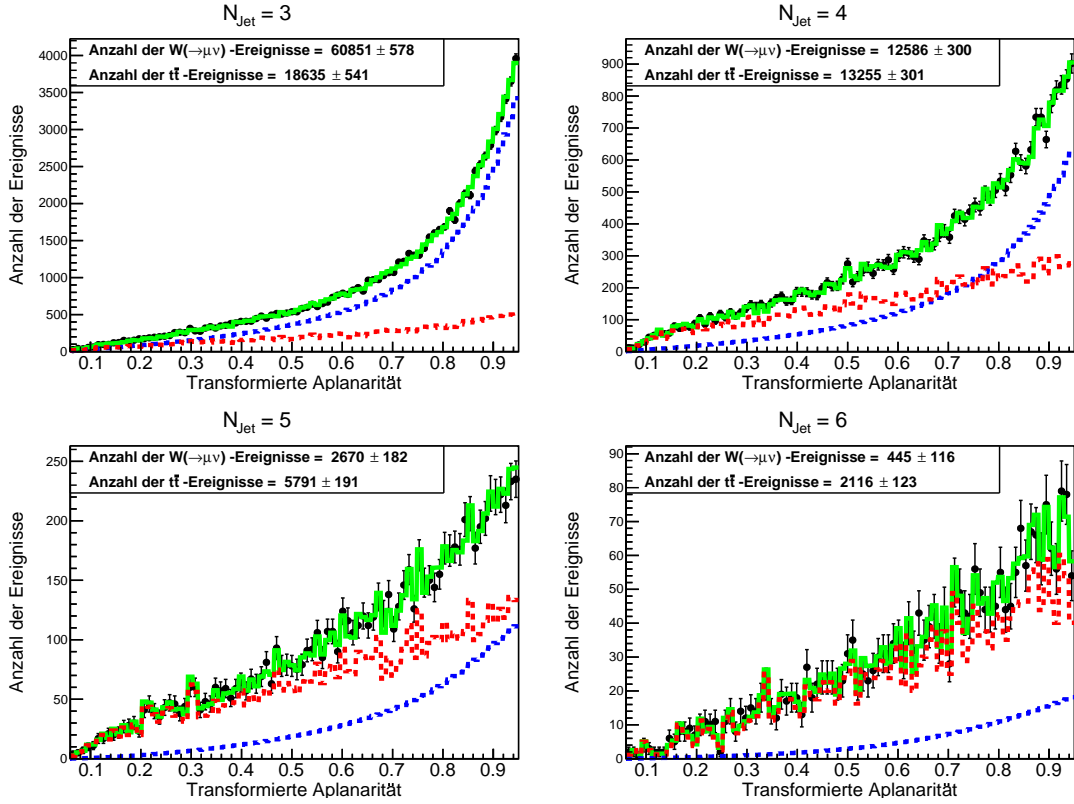 N_Jet = 3
Anzahl der W(→μν) -Ereignisse = 60851 ± 578
Anzahl der tt̄ -Ereignisse = 18635 ± 541
Anzahl der Ereignisse
4000
3500
3000
2500
2000
1500
1000
500
0
0.1 0.2 0.3 0.4 0.5 0.6 0.7 0.8 0.9
Transformierte Aplanarität
N_Jet = 4
Anzahl der W(→μν) -Ereignisse = 12586 ± 300
Anzahl der tt̄ -Ereignisse = 13255 ± 301
Anzahl der Ereignisse
900
800
700
600
500
400
300
200
100
0
0.1 0.2 0.3 0.4 0.5 0.6 0.7 0.8 0.9
Transformierte Aplanarität
N_Jet = 5
Anzahl der W(→μν) -Ereignisse = 2670 ± 182
Anzahl der tt̄ -Ereignisse = 5791 ± 191
Anzahl der Ereignisse
250
200
150
100
50
0
0.1 0.2 0.3 0.4 0.5 0.6 0.7 0.8 0.9
Transformierte Aplanarität
N_Jet = 6
Anzahl der W(→μν) -Ereignisse = 445 ± 116
Anzahl der tt̄ -Ereignisse = 2116 ± 123
Anzahl der Ereignisse
90
80
70
60
50
40
30
20
10
0
0.1 0.2 0.3 0.4 0.5 0.6 0.7 0.8 0.9
Transformierte Aplanarität